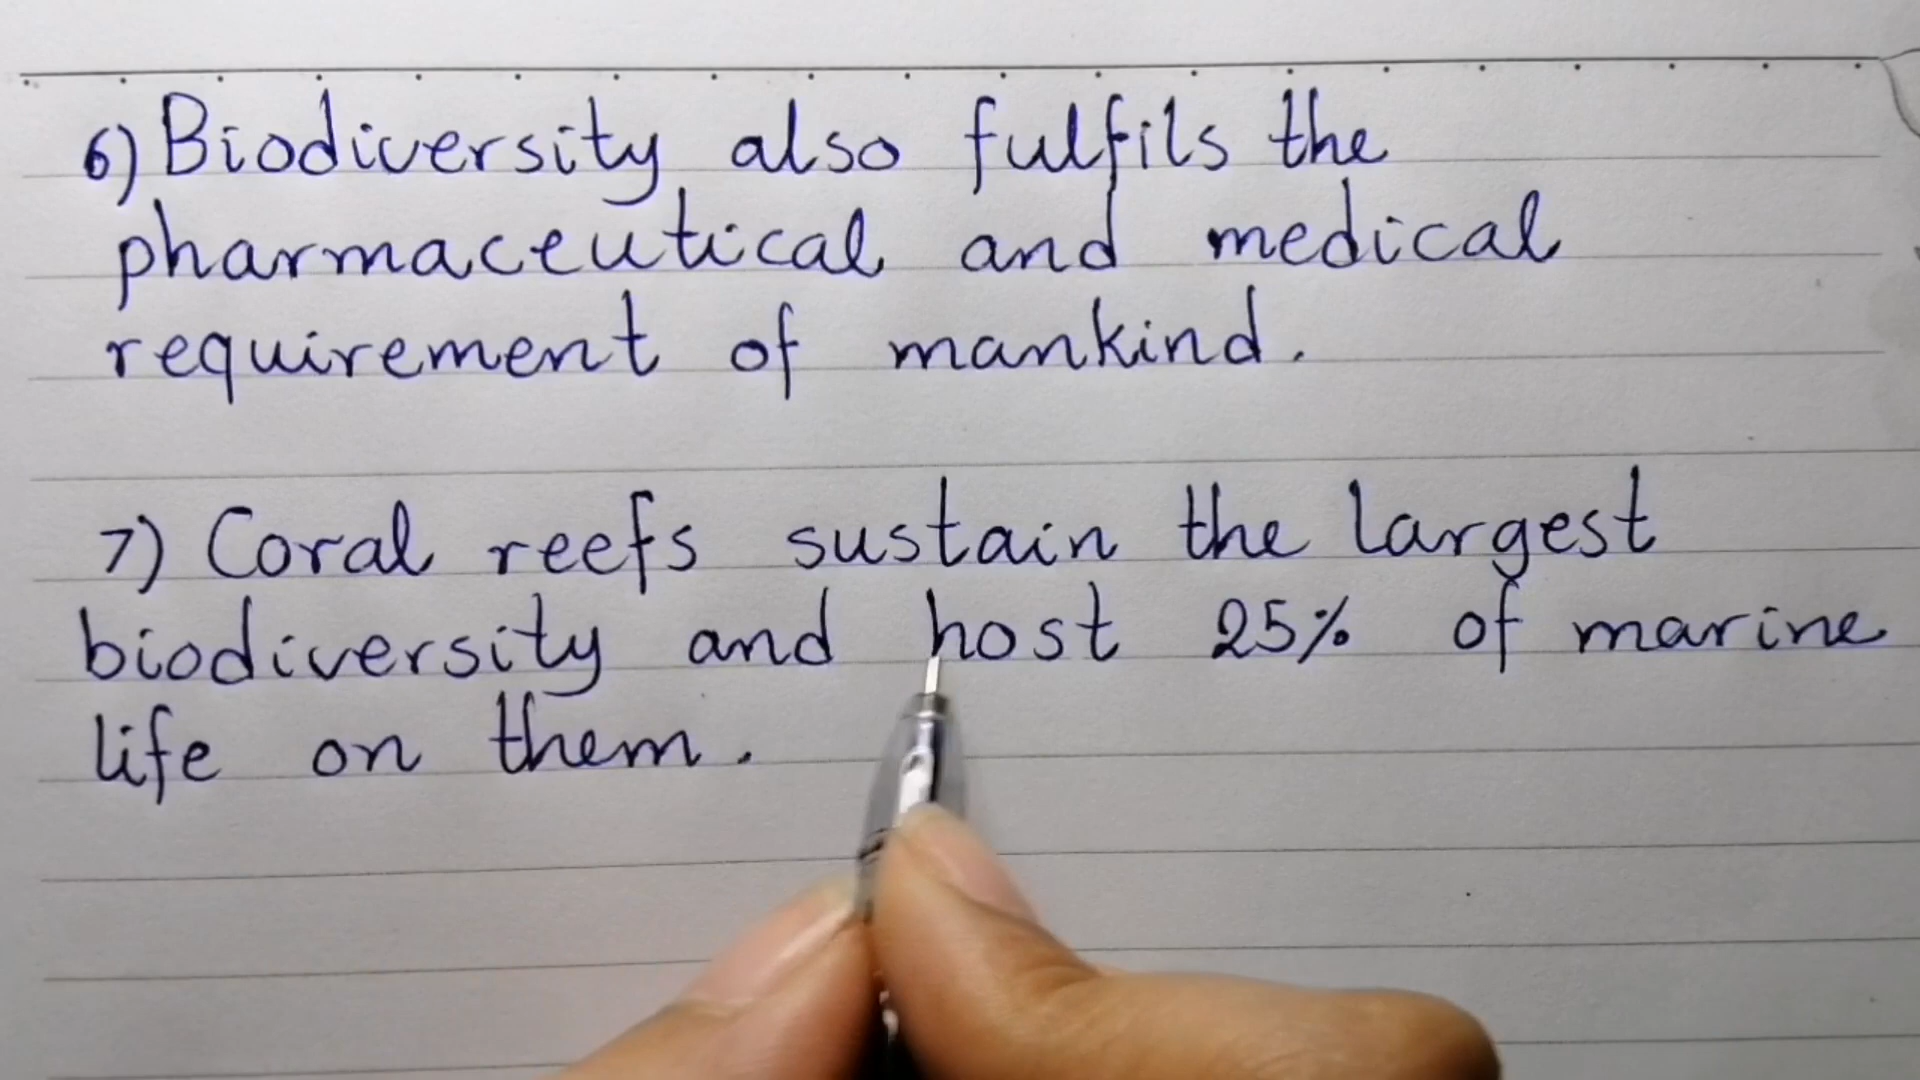 6) Biodiversity also fulfils the
pharmaceutical and medical
requirement of mankind.
7) Coral reefs sustain the largest
biodiversity and host 25% of marine
life on them.